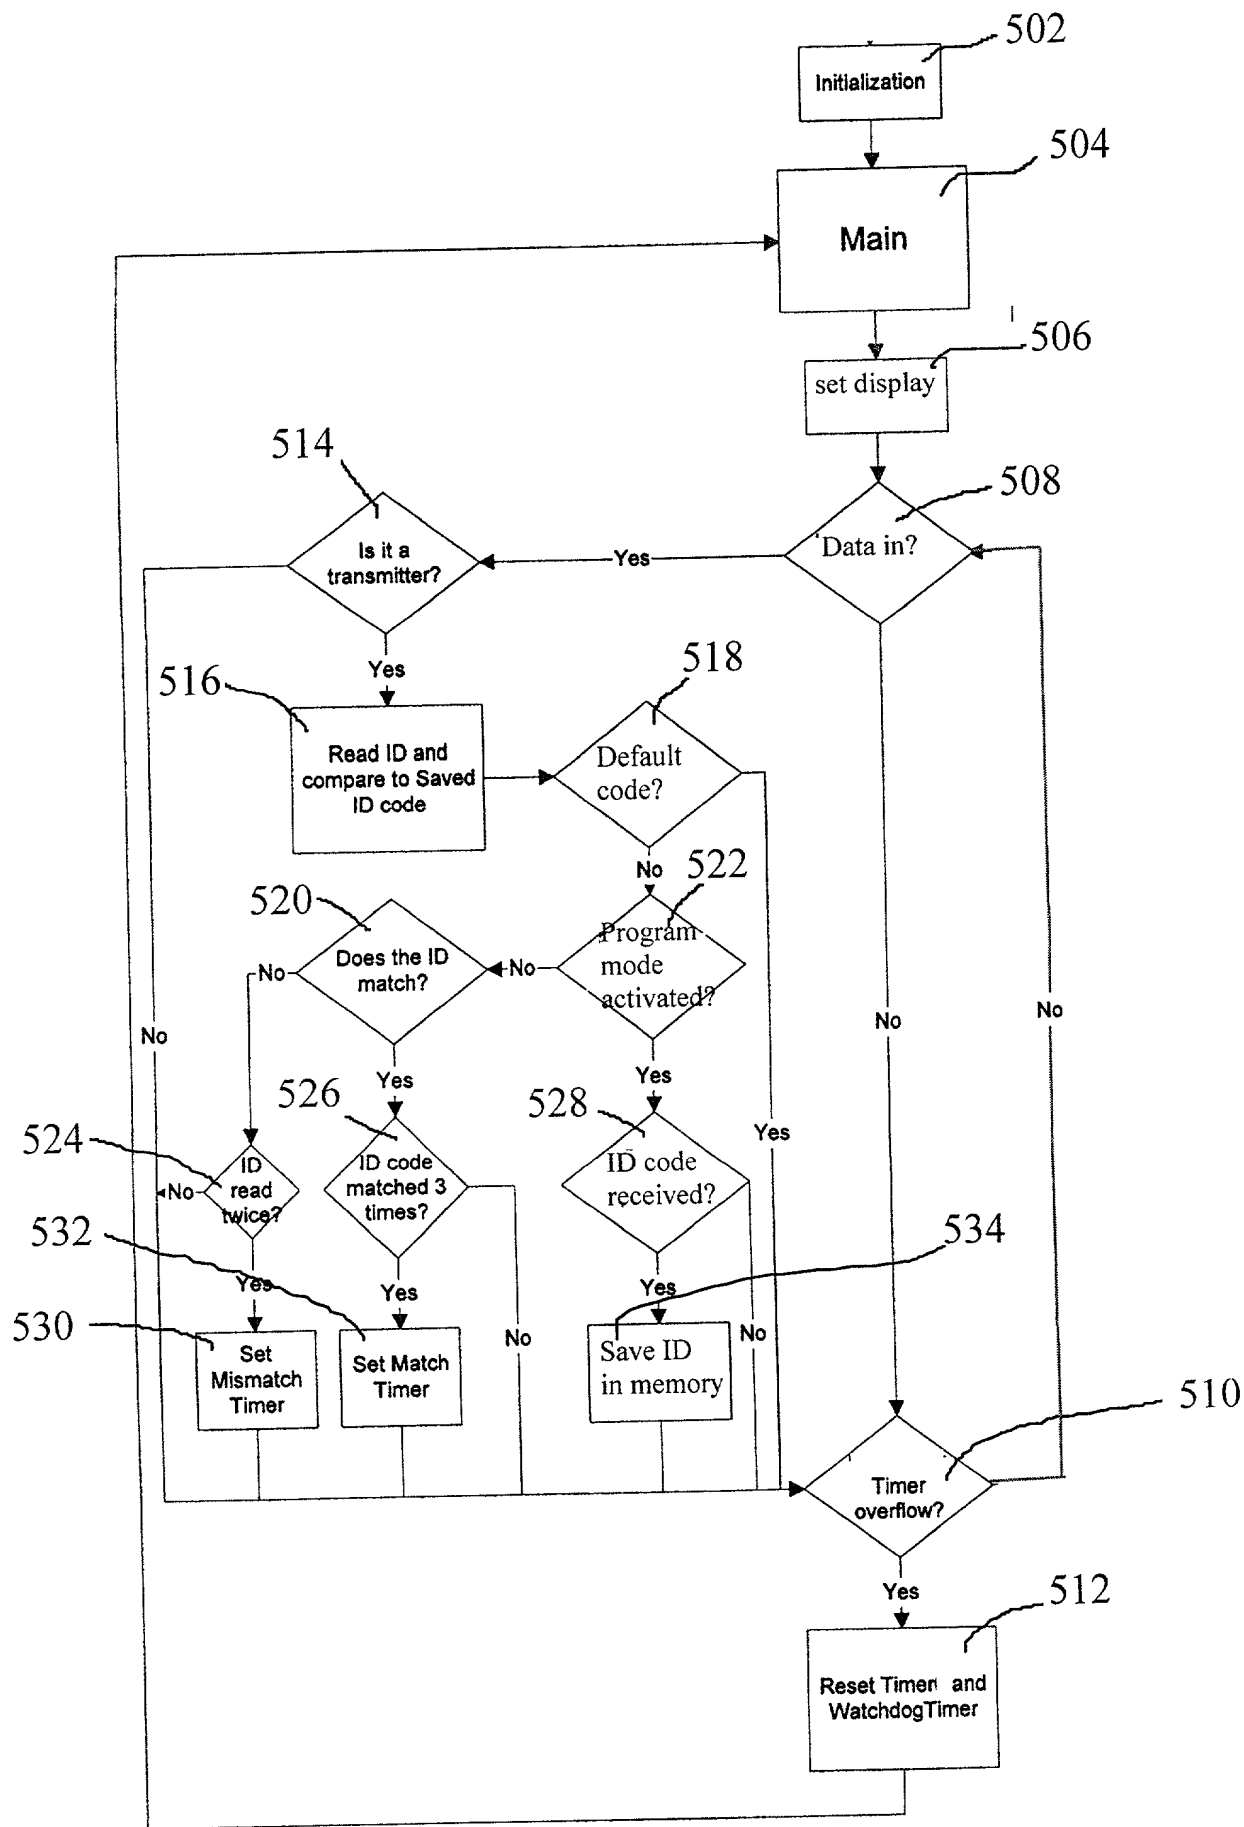 502
Initialization
504
Main
506
set display
514
508
Is it a
transmitter?
Yes
Data in?
Yes
516
518
Read ID and
compare to Saved
ID code
Default
code?
No
522
520
Does the ID
match?
No
No
Program
mode
activated?
No
No
No
Yes
Yes
526
528
524
Yes
ID
read
twice?
No
ID code
matched 3
times?
ID code
received?
532
534
Yes
Yes
Yes
530
No
No
Set
Mismatch
Timer
Set Match
Timer
Save ID
in memory
510
Timer
overflow?
Yes
512
Reset Timer and
WatchdogTimer